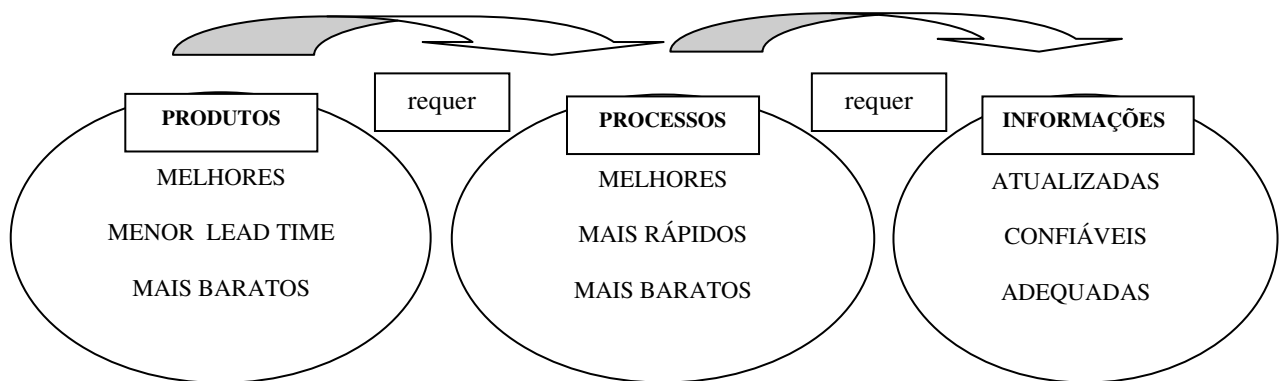 requer
requer
PRODUTOS
MELHORES
MENOR LEAD TIME
MAIS BARATOS
PROCESSOS
MELHORES
MAIS RÁPIDOS
MAIS BARATOS
INFORMAÇÕES
ATUALIZADAS
CONFIÁVEIS
ADEQUADAS